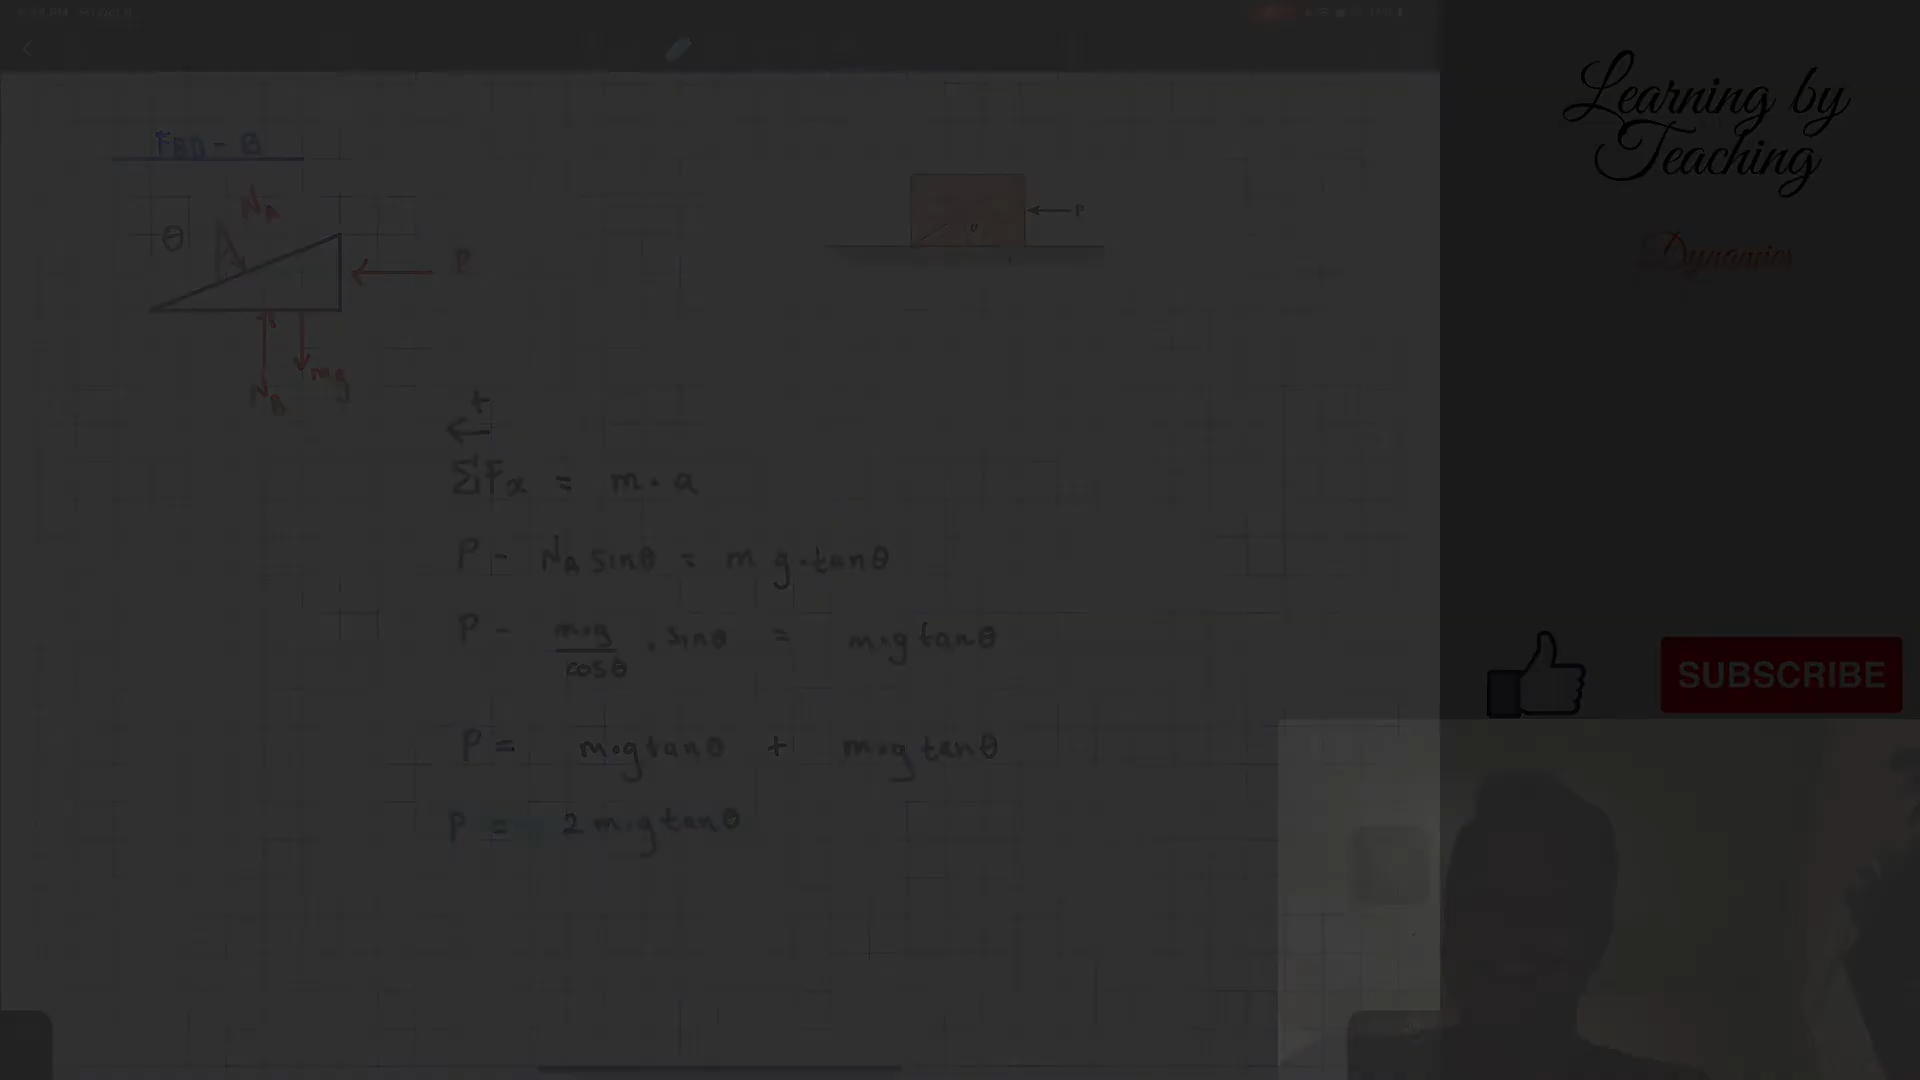 FBD - B
N_A
θ
P
mg
N_B
P
θ
+
←
ΣF_x = m · a
P - N_A sinθ = m g · tanθ
P - m·g/cosθ · sinθ = m·g tanθ
P = m·g tanθ + m·g tanθ
P = 2 m·g tanθ
Learning by
Teaching
Dynamics
SUBSCRIBE